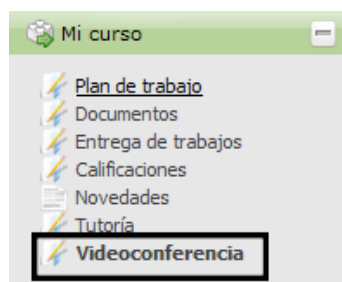 Mi curso
Plan de trabajo
Documentos
Entrega de trabajos
Calificaciones
Novedades
Tutoría
Videoconferencia